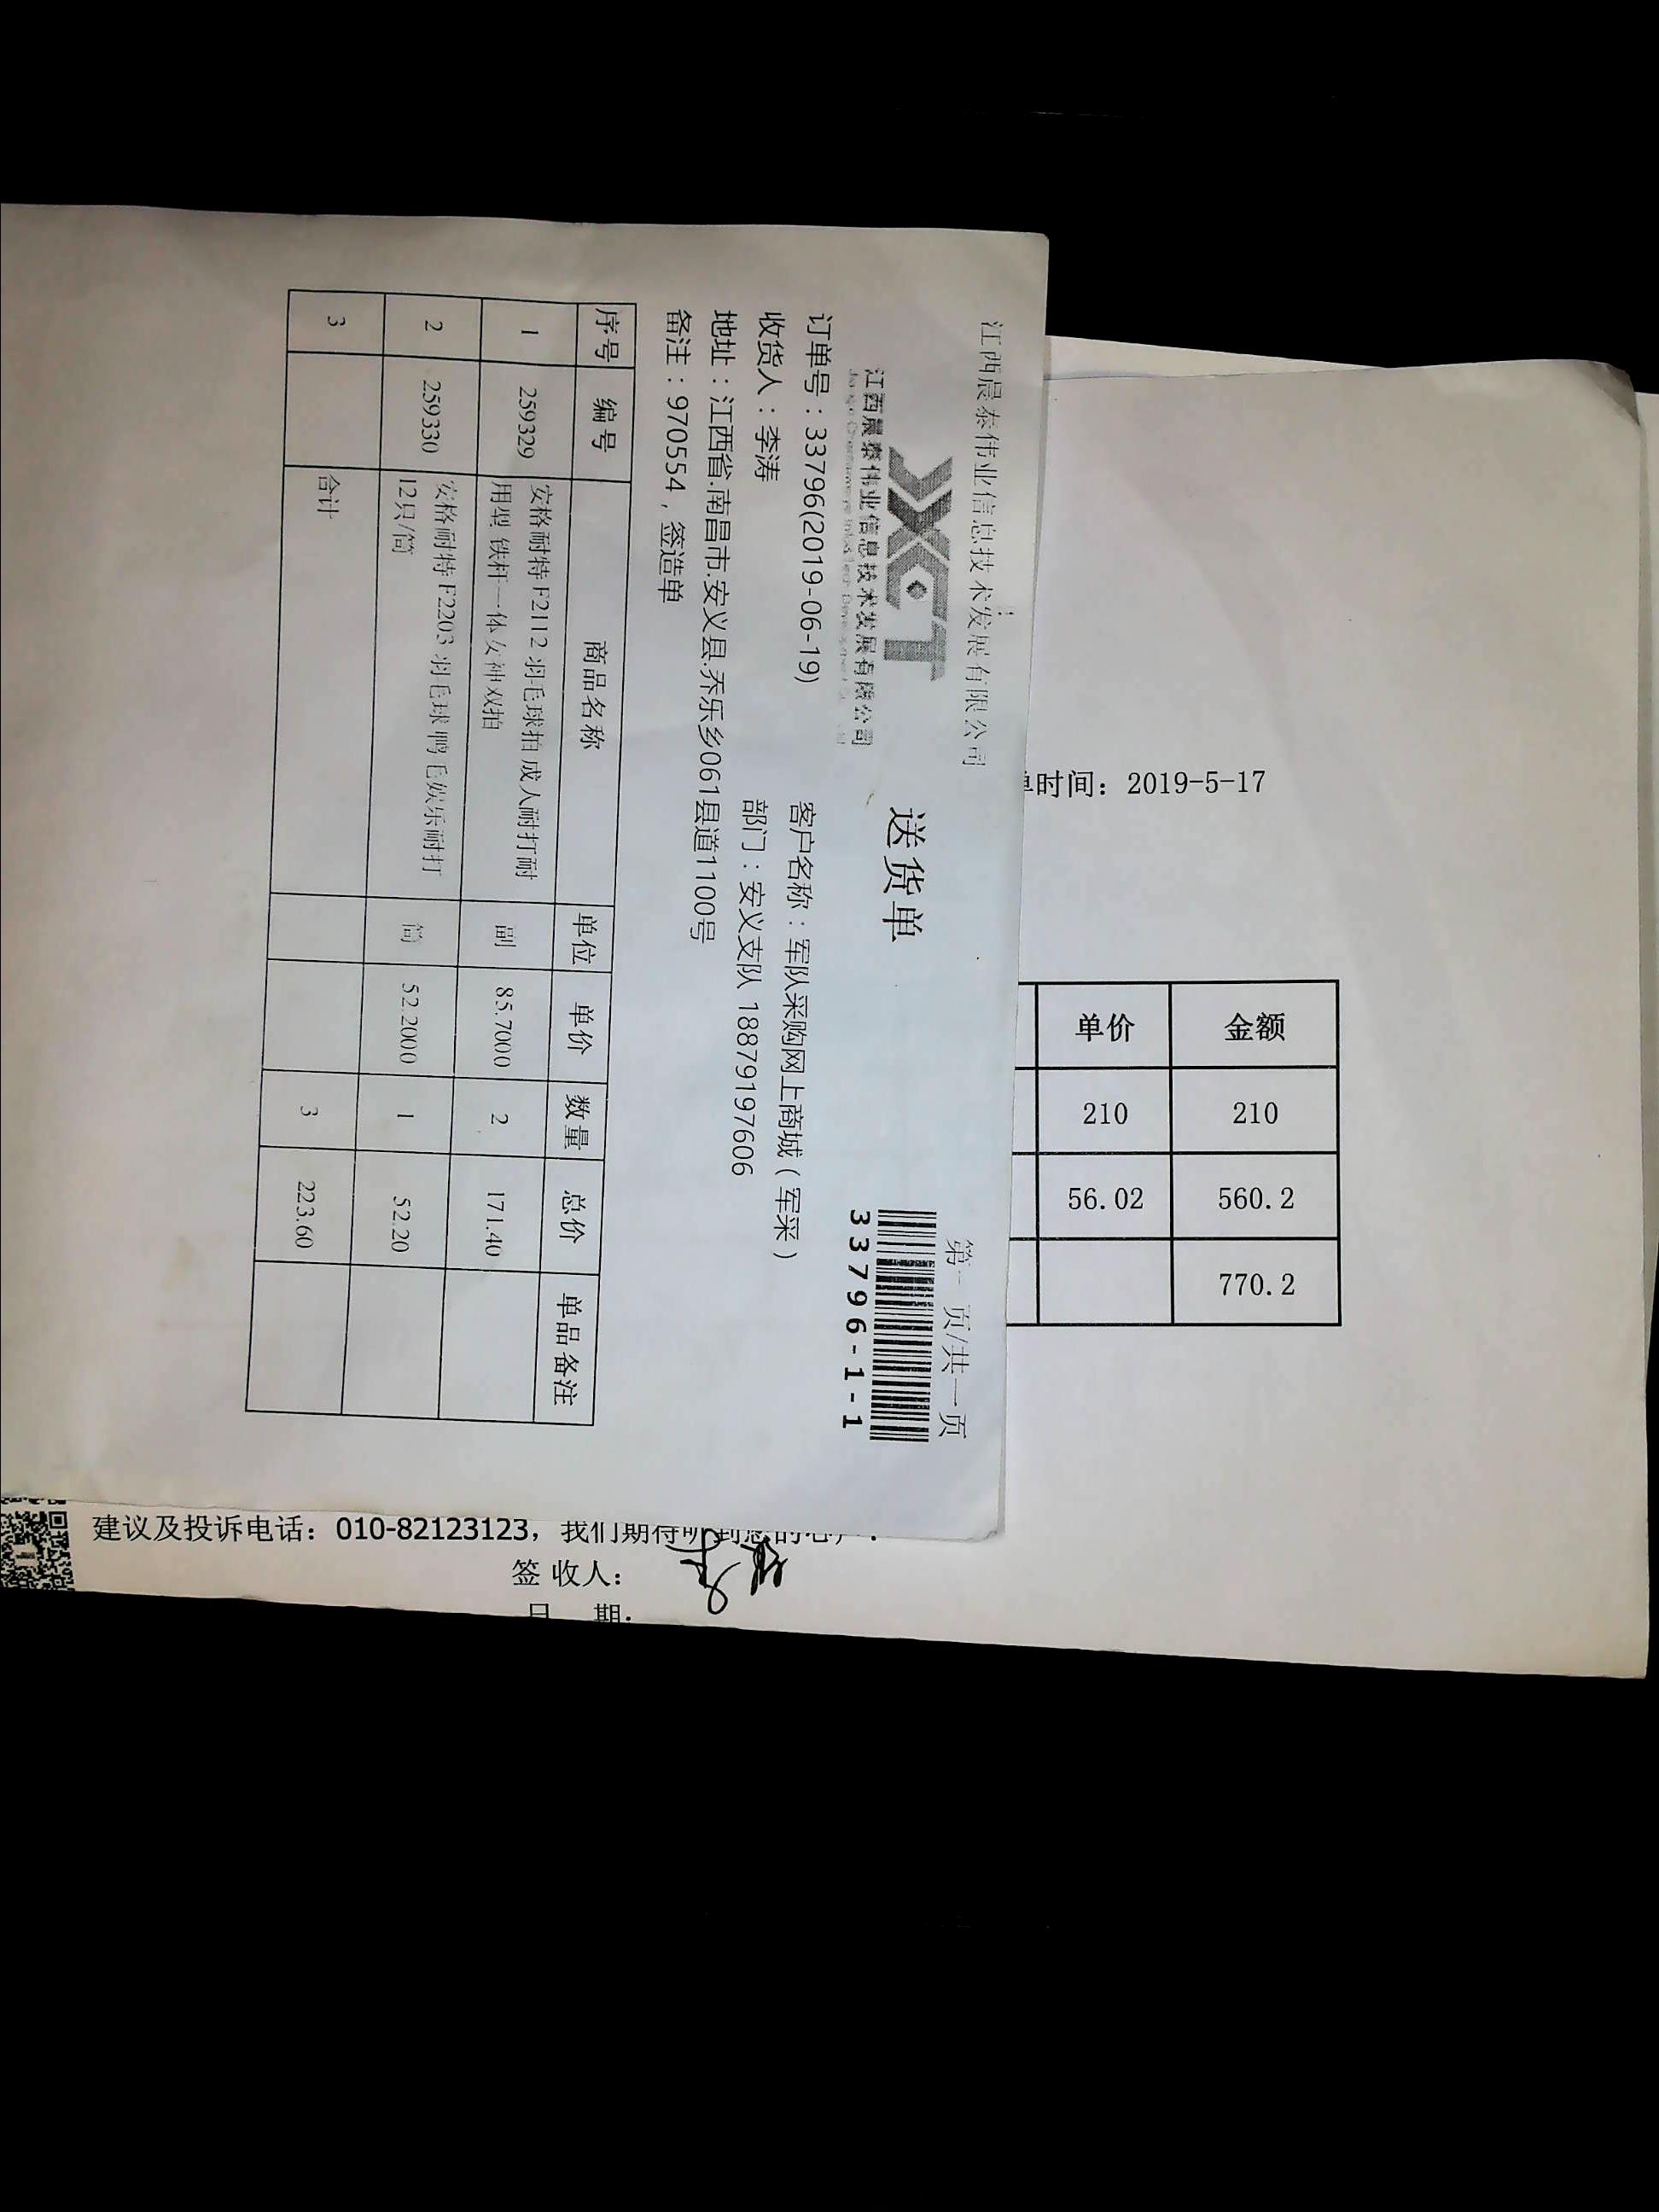 江西晨泰伟业信息技术发展有限公司
第一 页/共一页
江西晨泰伟业信息技术发展有限公司
送货单
33796-1-1
订单号：33796(2019-06-19)
客户名称：军队采购网上商城（军采）
收货人：李涛
部门：安义支队 18879197606
地址：江西省.南昌市.安义县.乔乐乡061县道1100号
备注：970554，签造单
序号 编号 商品名称 单位 单价 数量 总价 单品备注
1 259329 安格耐特 F2112 羽毛球拍 成人耐打耐 副 85.7000 2 171.40
用型 铁杆一体 女神双拍
2 259330 安格耐特 F2203 羽毛球 鸭毛娱乐耐打 筒 52.2000 1 52.20
12只/筒
3 合计 3 223.60
单时间：2019-5-17
单价 金额
210 210
56.02 560.2
770.2
建议及投诉电话：010-82123123，我们期待听到您的心
签 收人：
日 期：